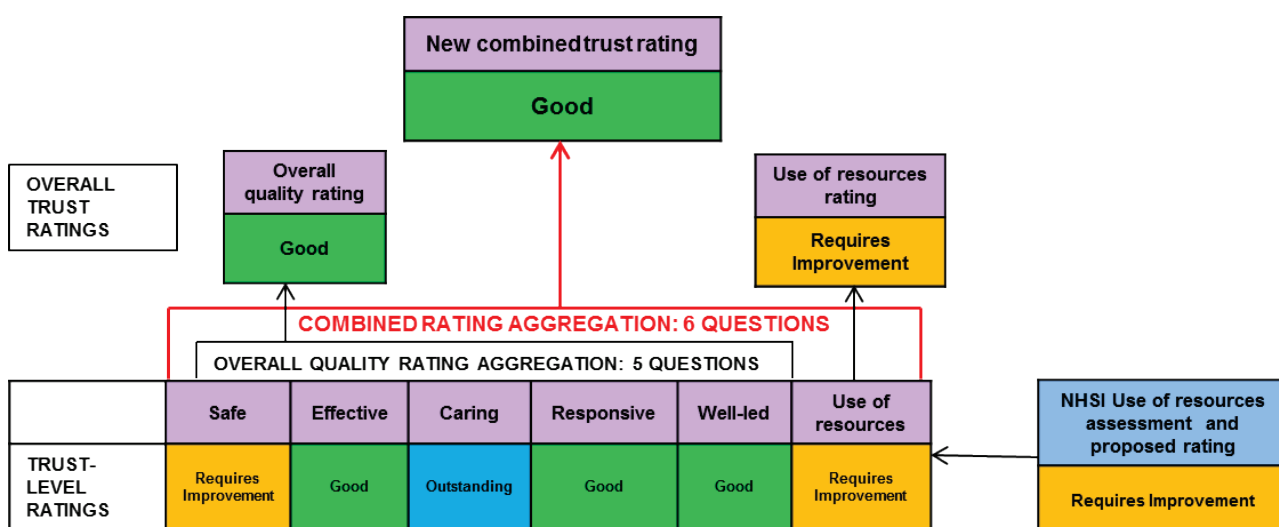 New combined trust rating
Good
OVERALL
TRUST
RATINGS
Overall
quality rating
Good
Use of resources
rating
Requires
Improvement
COMBINED RATING AGGREGATION: 6 QUESTIONS
OVERALL QUALITY RATING AGGREGATION: 5 QUESTIONS
Safe
Effective
Caring
Responsive
Well-led
Use of
resources
TRUST-
LEVEL
RATINGS
Requires
Improvement
Good
Outstanding
Good
Good
Requires
Improvement
NHSI Use of resources
assessment and
proposed rating
Requires Improvement